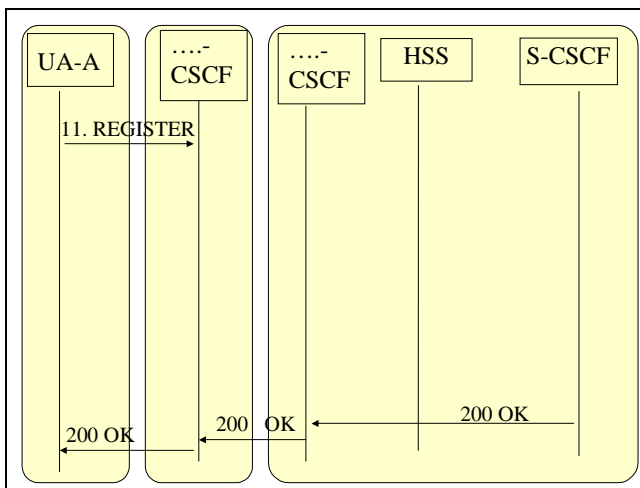 UA-A
….-
CSCF
….-
CSCF
HSS
S-CSCF
11. REGISTER
200 OK
200 OK
200 OK